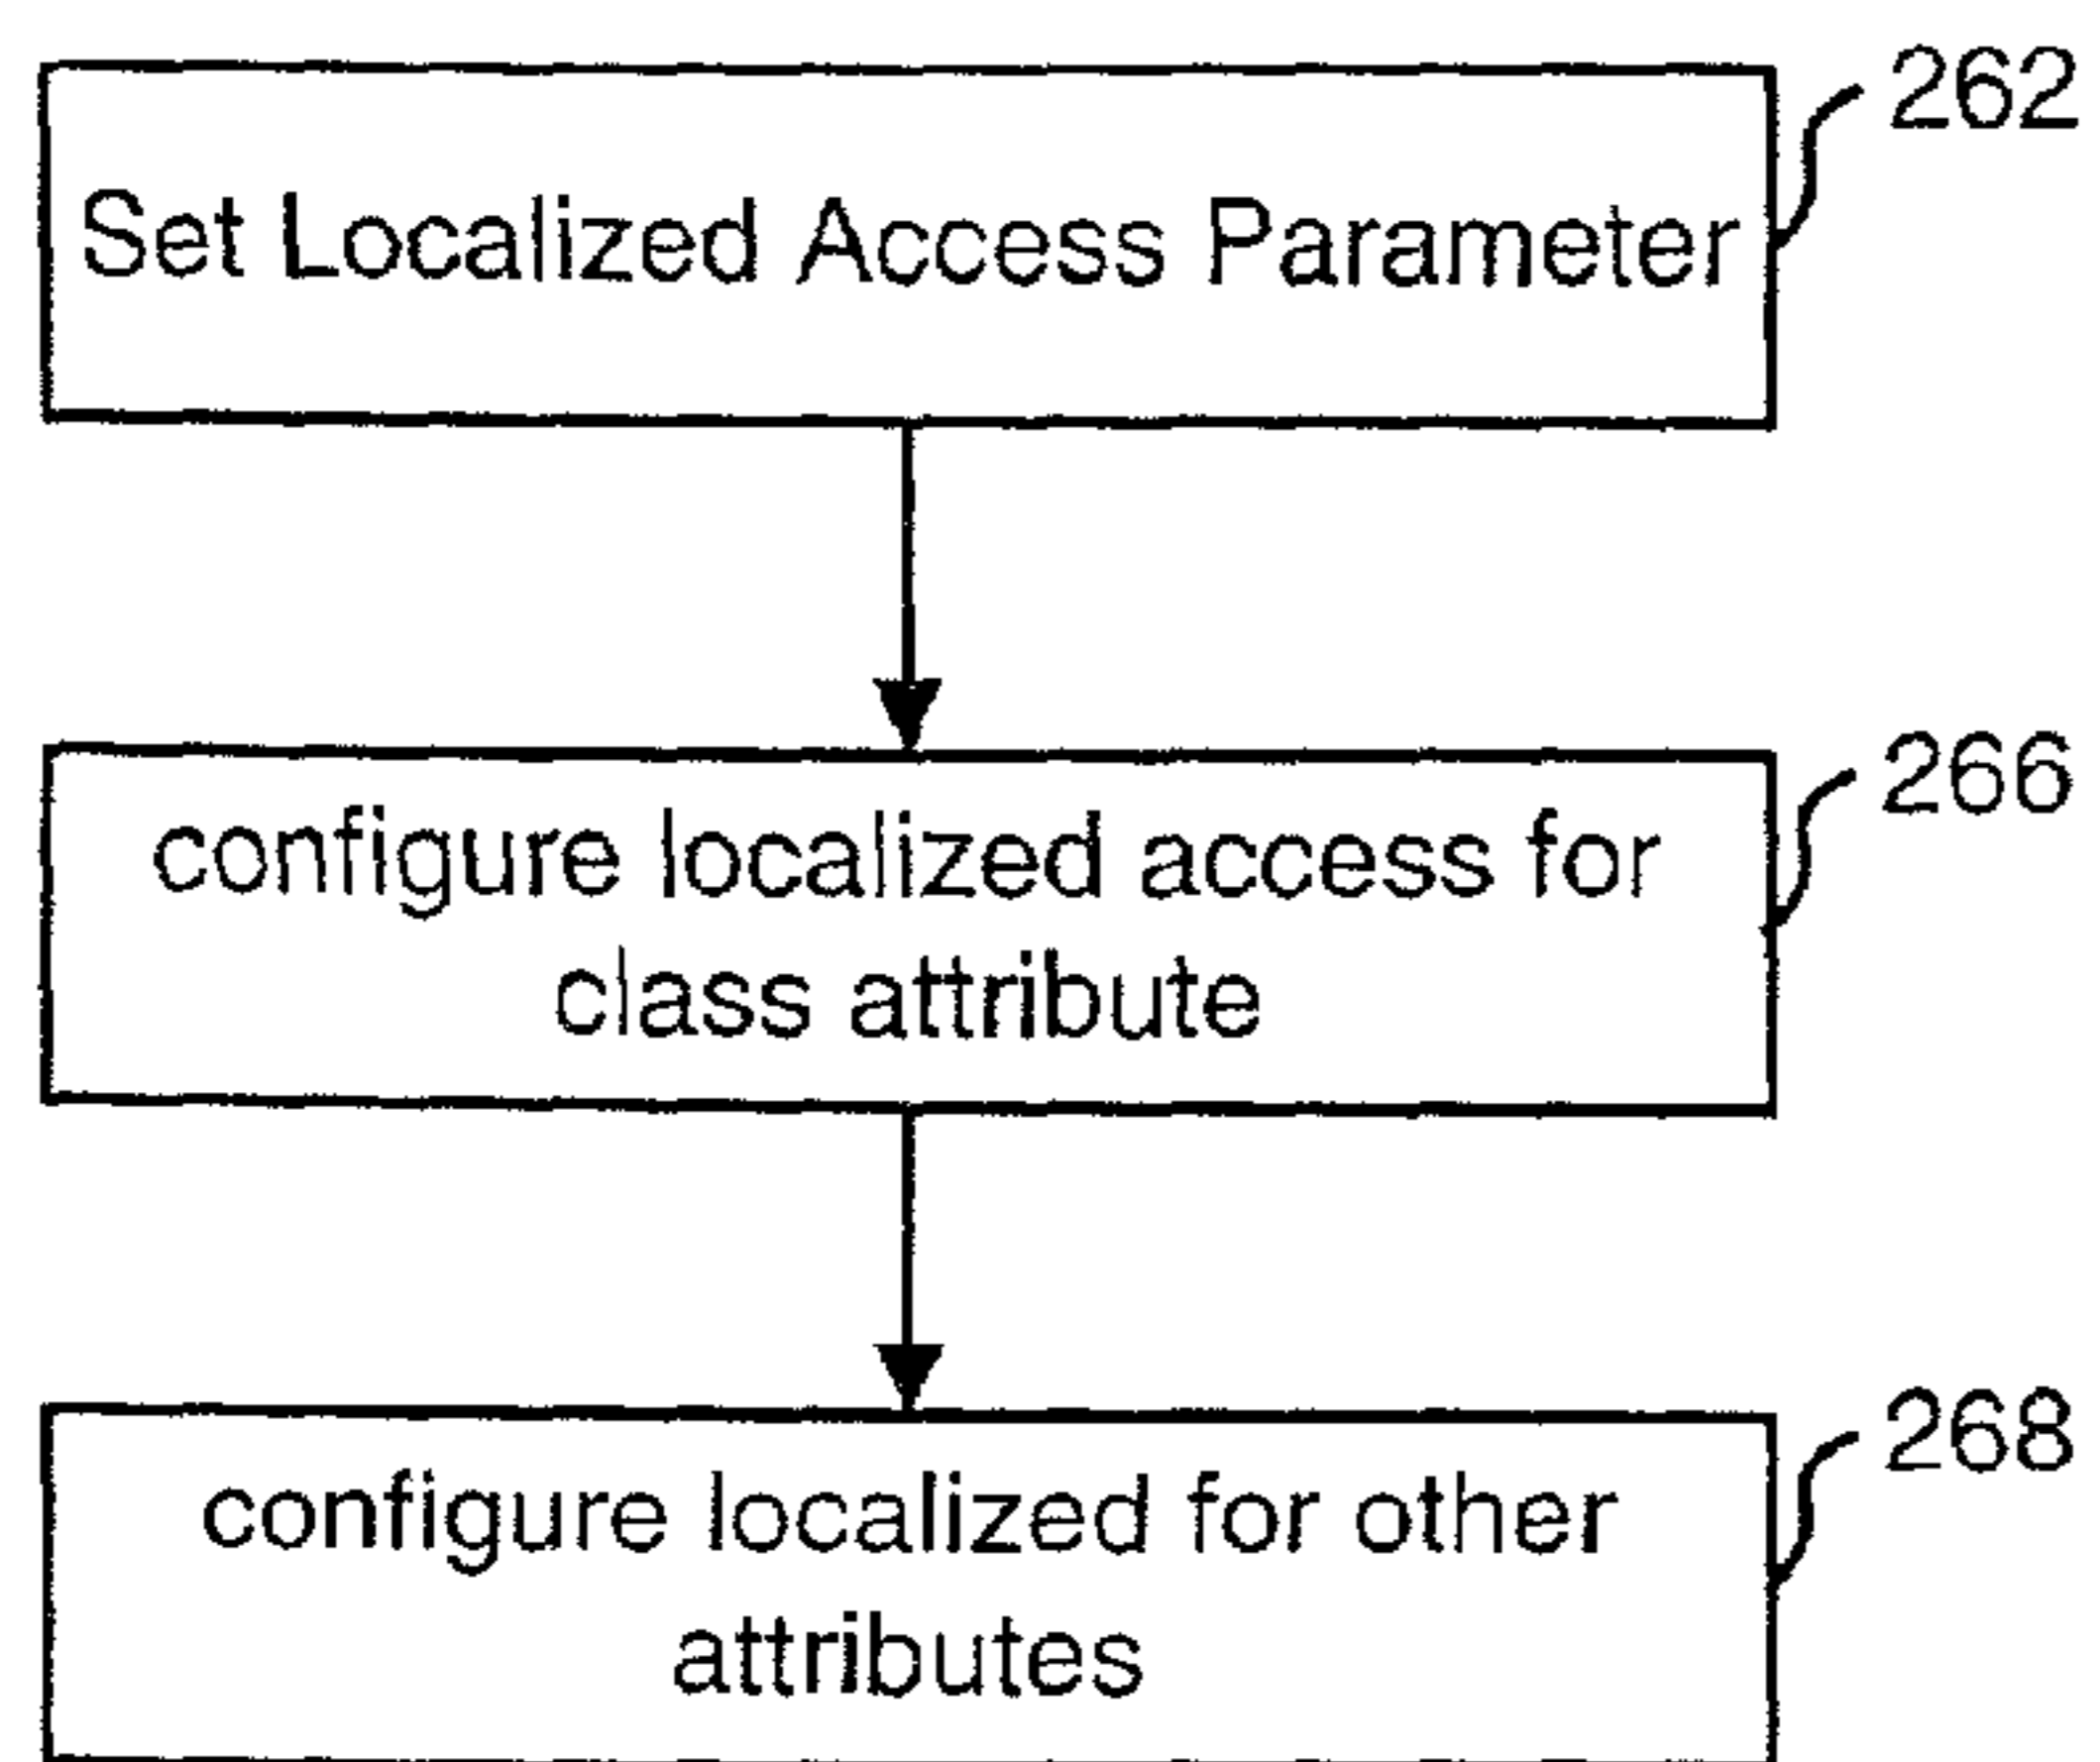 262
Set Localized Access Parameter
266
configure localized access for
class attribute
268
configure localized for other
attributes